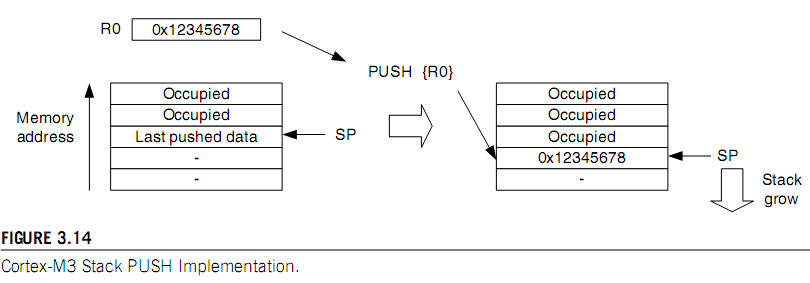 R0 0x12345678
PUSH {R0}
Memory
address
Occupied
Occupied
Last pushed data
-
-
SP
Occupied
Occupied
Occupied
0x12345678
-
SP
Stack
grow
FIGURE 3.14
Cortex-M3 Stack PUSH Implementation.